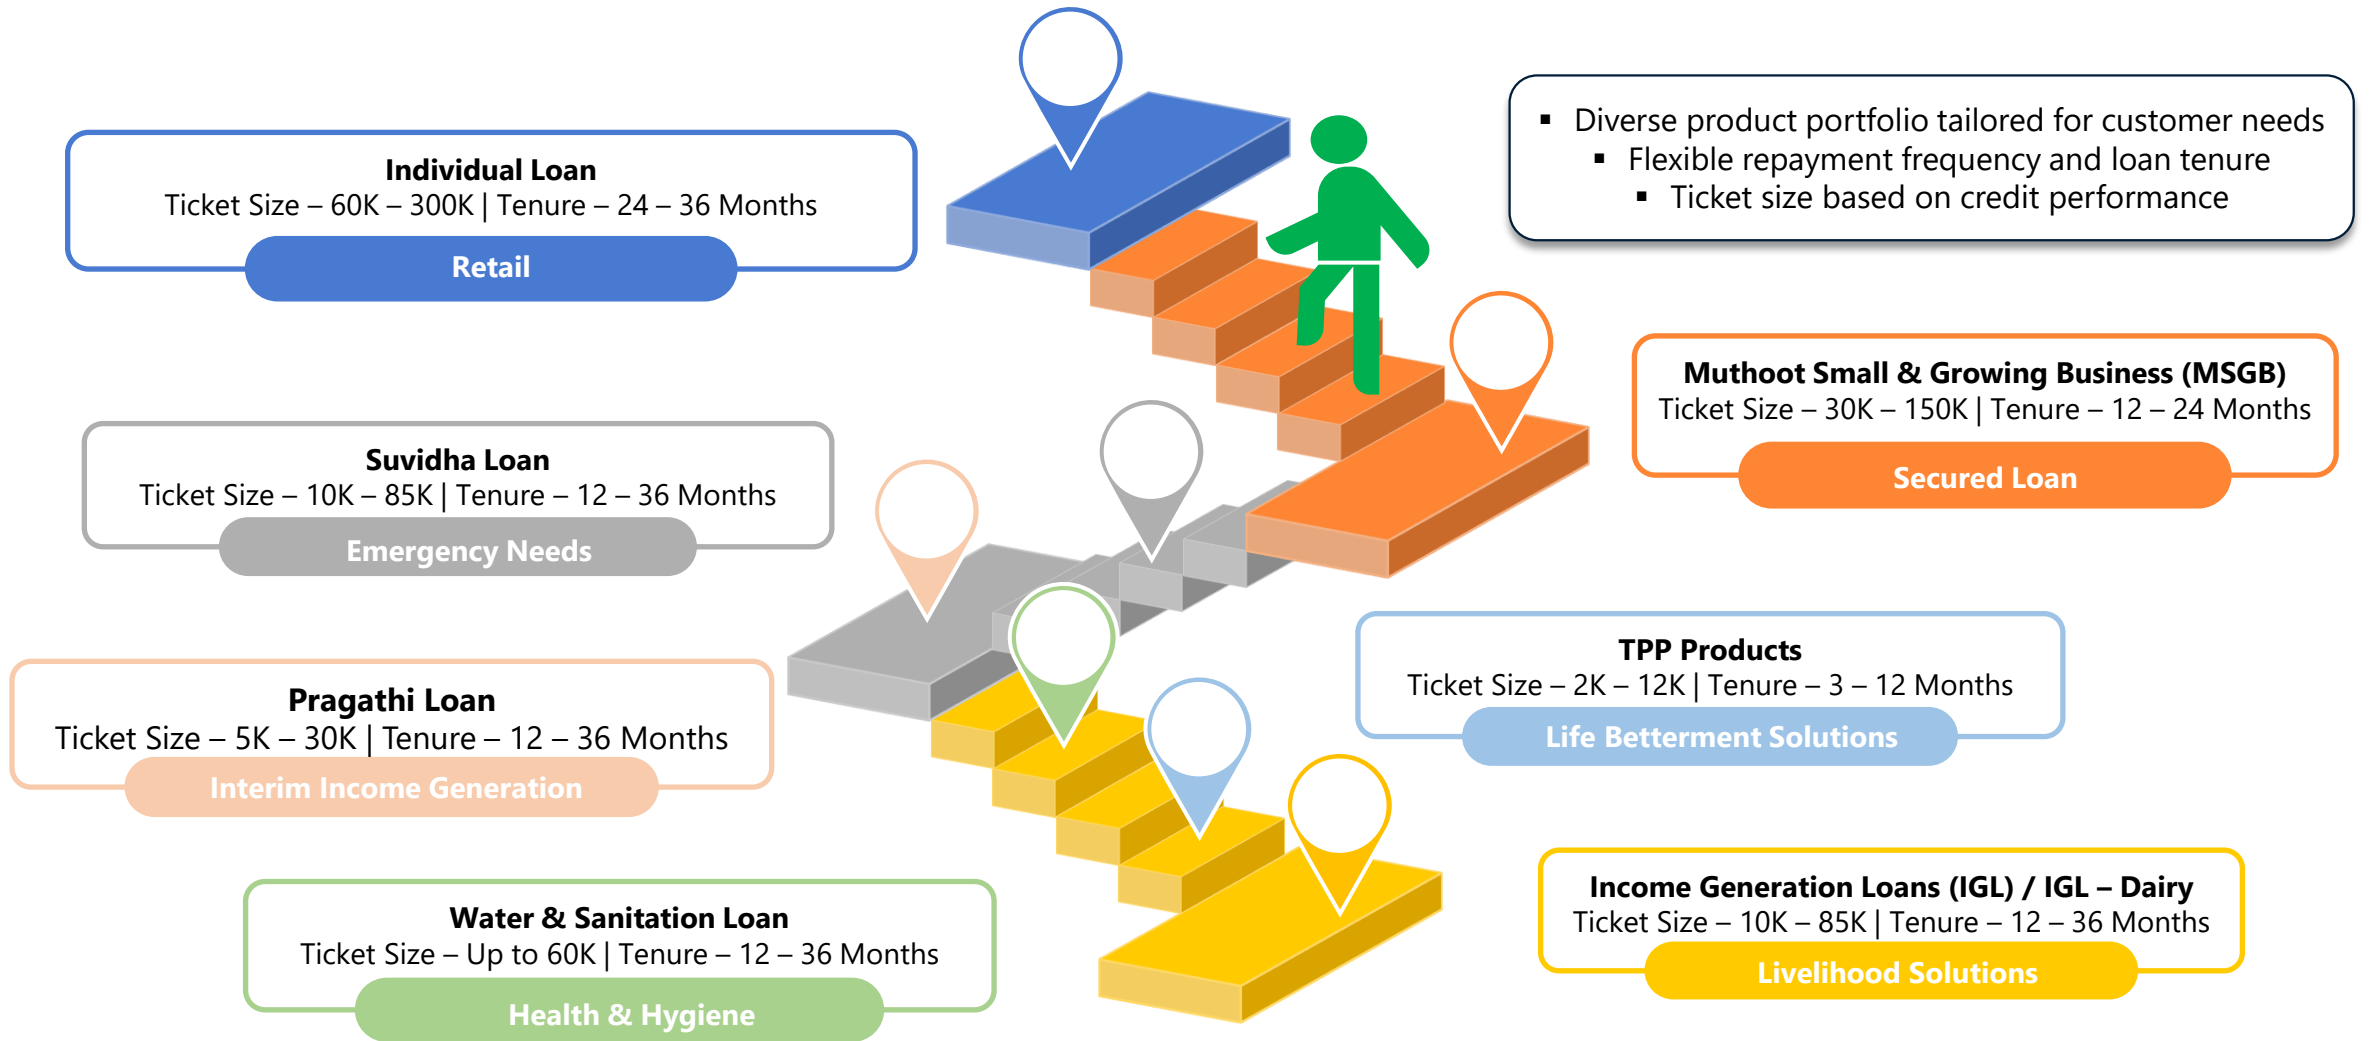 Individual Loan
Ticket Size – 60K – 300K | Tenure – 24 – 36 Months
Retail
▪ Diverse product portfolio tailored for customer needs
▪ Flexible repayment frequency and loan tenure
▪ Ticket size based on credit performance
Muthoot Small & Growing Business (MSGB)
Ticket Size – 30K – 150K | Tenure – 12 – 24 Months
Secured Loan
Suvidha Loan
Ticket Size – 10K – 85K | Tenure – 12 – 36 Months
Emergency Needs
TPP Products
Ticket Size – 2K – 12K | Tenure – 3 – 12 Months
Life Betterment Solutions
Pragathi Loan
Ticket Size – 5K – 30K | Tenure – 12 – 36 Months
Interim Income Generation
Income Generation Loans (IGL) / IGL – Dairy
Ticket Size – 10K – 85K | Tenure – 12 – 36 Months
Livelihood Solutions
Water & Sanitation Loan
Ticket Size – Up to 60K | Tenure – 12 – 36 Months
Health & Hygiene